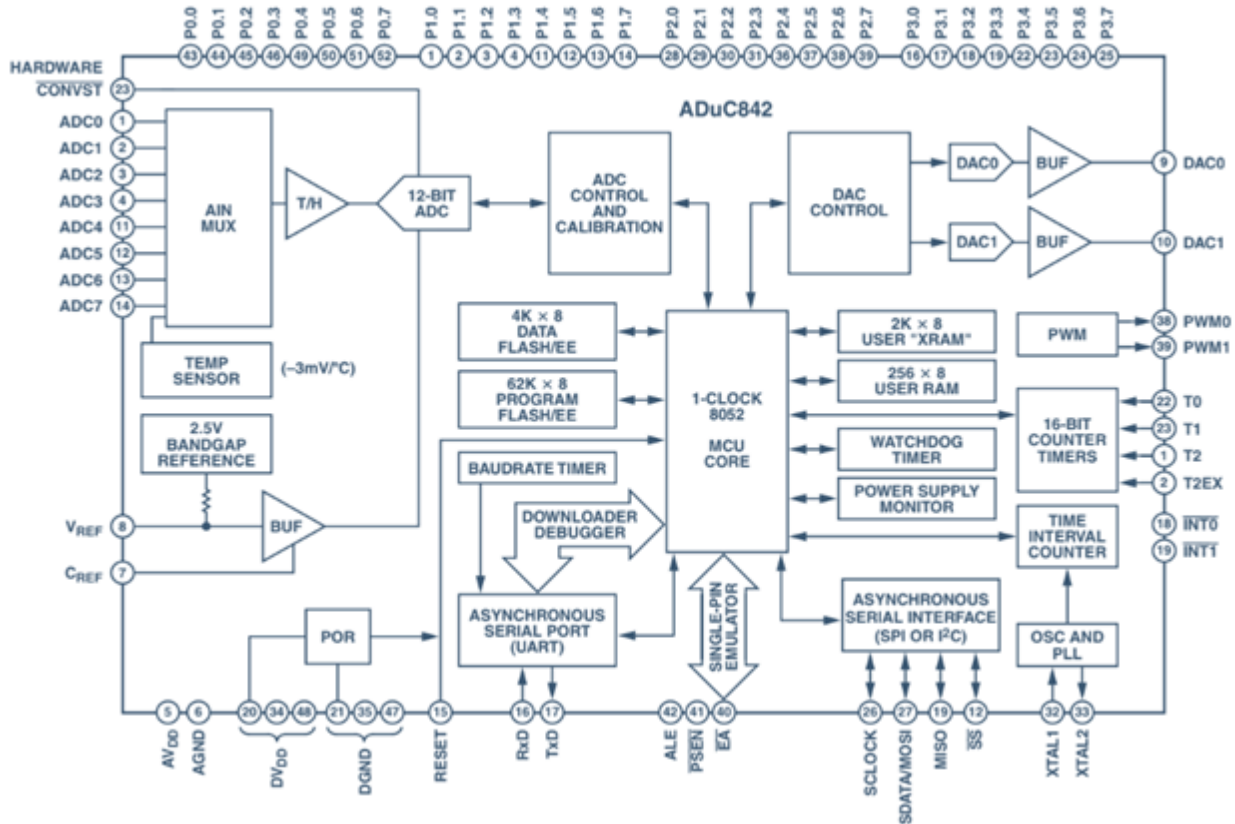 P0.0 P0.1 P0.2 P0.3 P0.4 P0.5 P0.6 P0.7 P1.0 P1.1 P1.2 P1.3 P1.4 P1.5 P1.6 P1.7 P2.0 P2.1 P2.2 P2.3 P2.4 P2.5 P2.6 P2.7 P3.0 P3.1 P3.2 P3.3 P3.4 P3.5 P3.6 P3.7
43 44 45 46 49 50 51 52 1 2 3 4 11 12 13 14 28 29 30 31 36 37 38 39 16 17 18 19 22 23 24 25
HARDWARE
CONVST 23
ADuC842
ADC0 1
ADC1 2
ADC2 3
ADC3 4
ADC4 11
ADC5 12
ADC6 13
ADC7 14
AIN
MUX
T/H
12-BIT
ADC
ADC
CONTROL
AND
CALIBRATION
DAC
CONTROL
DAC0
BUF
9 DAC0
DAC1
BUF
10 DAC1
TEMP
SENSOR
(–3mV/°C)
4K × 8
DATA
FLASH/EE
62K × 8
PROGRAM
FLASH/EE
1-CLOCK
8052
MCU
CORE
2K × 8
USER "XRAM"
256 × 8
USER RAM
WATCHDOG
TIMER
POWER SUPPLY
MONITOR
PWM
38 PWM0
39 PWM1
16-BIT
COUNTER
TIMERS
22 T0
23 T1
1 T2
2 T2EX
18 INT0
19 INT1
2.5V
BANDGAP
REFERENCE
BAUDRATE TIMER
DOWNLOADER
DEBUGGER
VREF 8
BUF
CREF 7
TIME
INTERVAL
COUNTER
POR
ASYNCHRONOUS
SERIAL PORT
(UART)
SINGLE-PIN
EMULATOR
ASYNCHRONOUS
SERIAL INTERFACE
(SPI OR I²C)
OSC AND
PLL
5 6 20 34 48 21 35 47 15 16 17 42 41 40 26 27 19 12 32 33
AVDD AGND DVDD DGND RESET RxD TxD ALE PSEN EA SCLOCK SDATA/MOSI MISO SS XTAL1 XTAL2